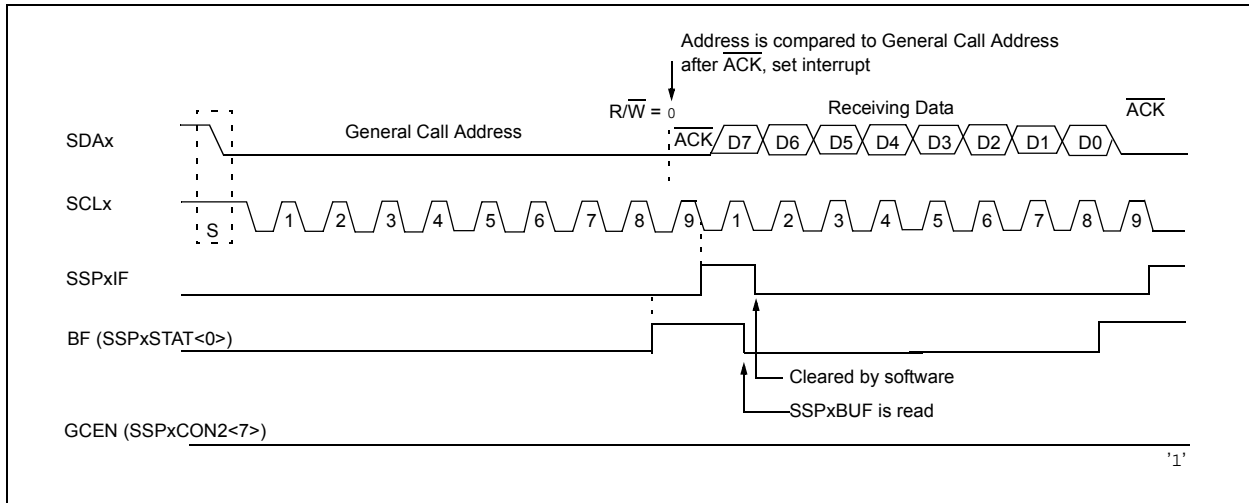 Address is compared to General Call Address
after ACK, set interrupt
R/W = 0
Receiving Data
ACK
SDAx
General Call Address
ACK
D7 D6 D5 D4 D3 D2 D1 D0
SCLx
S
1 2 3 4 5 6 7 8 9 1 2 3 4 5 6 7 8 9
SSPxIF
BF (SSPxSTAT<0>)
Cleared by software
SSPxBUF is read
GCEN (SSPxCON2<7>)
'1'